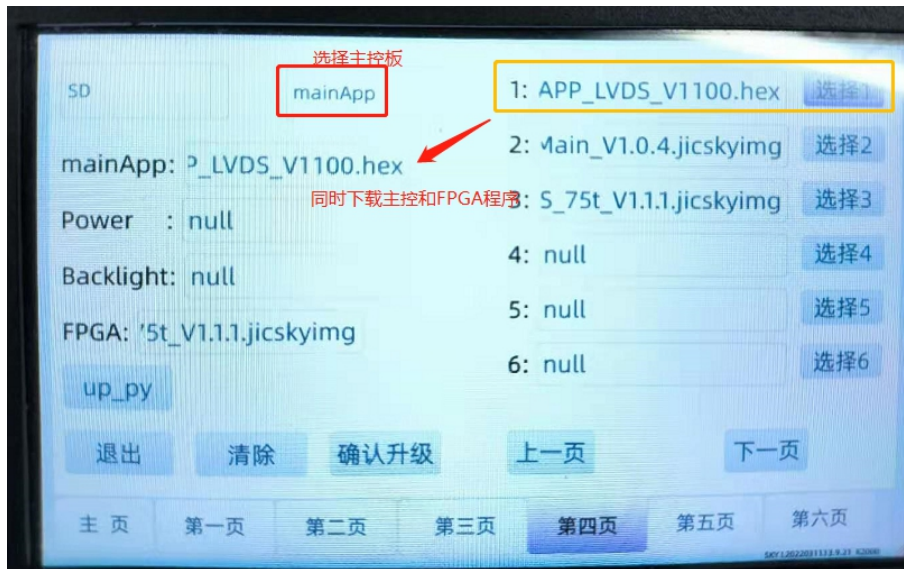 选择主控板
SD
mainApp
1: APP_LVDS_V1100.hex 选择1
mainApp: P_LVDS_V1100.hex
2: Main_V1.0.4.jicskyimg 选择2
同时下载主控和FPGA程序
3: S_75t_V1.1.1.jicskyimg 选择3
Power : null
4: null 选择4
Backlight: null
5: null 选择5
FPGA: 5t_V1.1.1.jicskyimg
6: null 选择6
up_py
退出 清除 确认升级 上一页 下一页
主 页 第一页 第二页 第三页 第四页 第五页 第六页